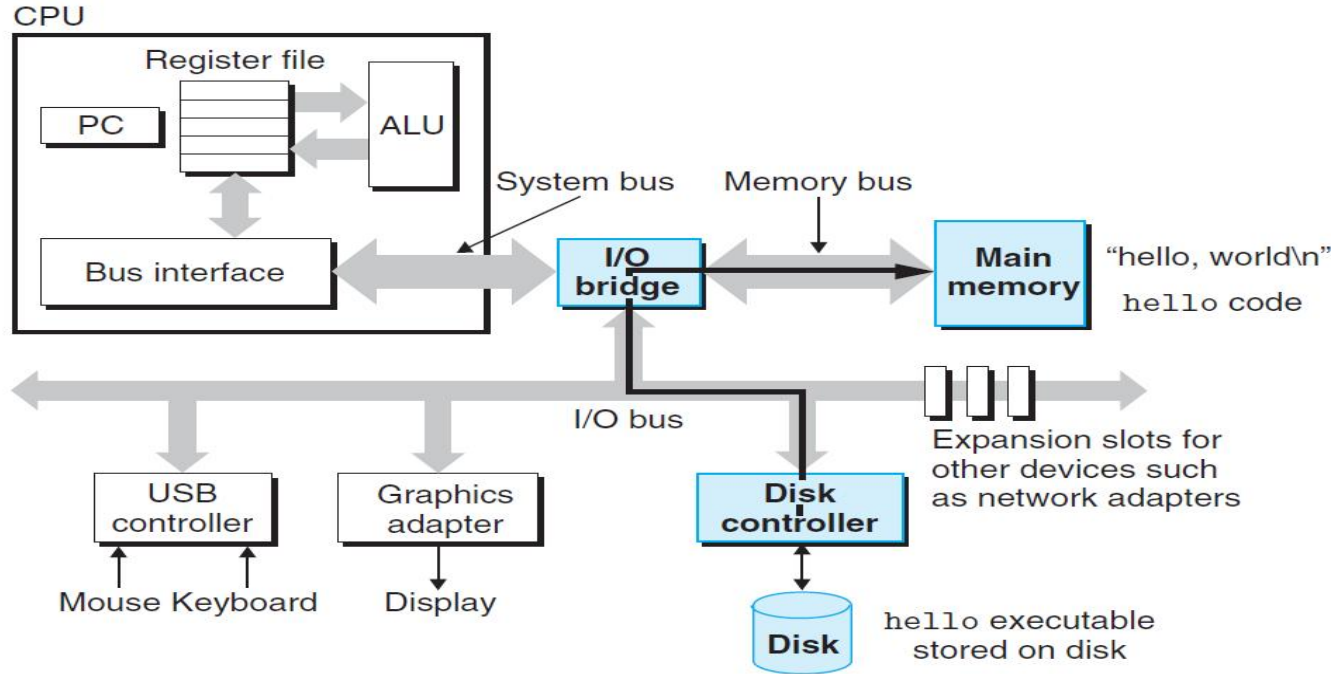 CPU
Register file
PC
ALU
System bus
Memory bus
Bus interface
I/O
bridge
Main
memory
“hello, world\n”
hello code
I/O bus
Expansion slots for
other devices such
as network adapters
USB
controller
Graphics
adapter
Disk
controller
Mouse Keyboard
Display
Disk
hello executable
stored on disk